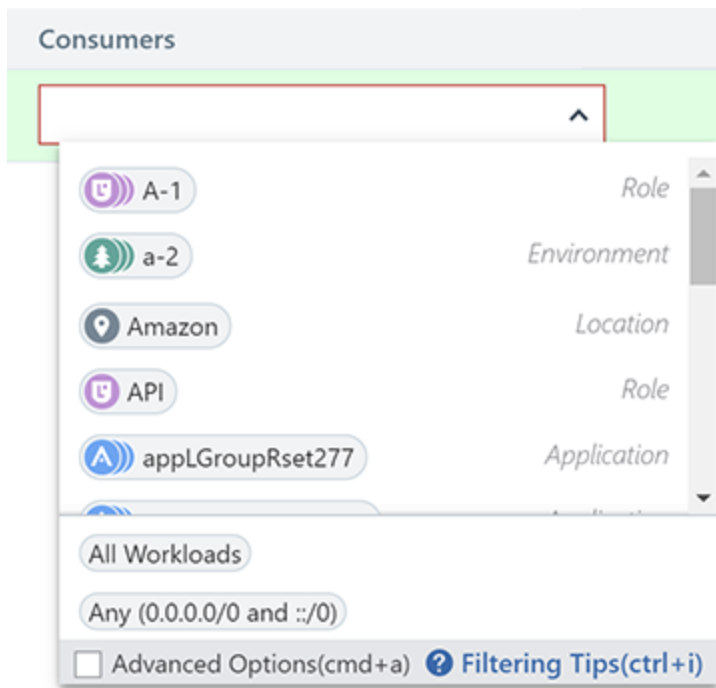 Consumers
A-1 Role
a-2 Environment
Amazon Location
API Role
appLGroupRset277 Application
All Workloads
Any (0.0.0.0/0 and ::/0)
Advanced Options(cmd+a) ? Filtering Tips(ctrl+i)